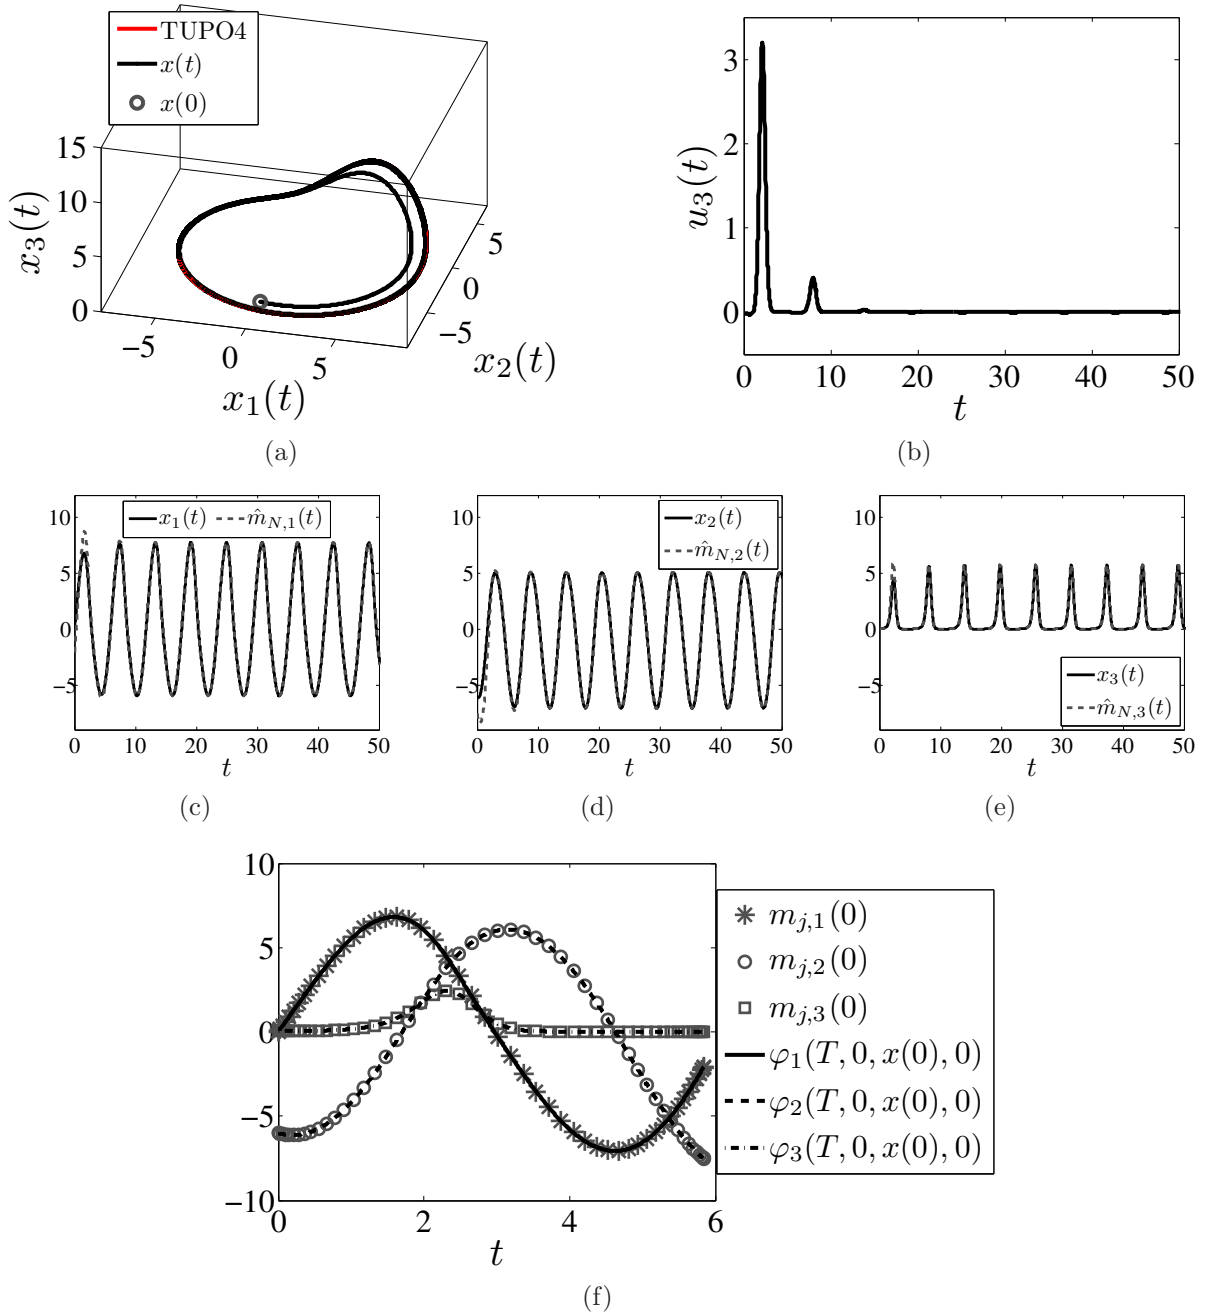 TUPO4
x(t)
x(0)
15
10
5
0
x₃(t)
−5
0
5
x₁(t)
−5
0
5
x₂(t)
(a)
3
2
1
0
u₃(t)
0 10 20 30 40 50
t
(b)
x₁(t) m̂_{N,1}(t)
10
5
0
−5
0 10 20 30 40 50
t
(c)
x₂(t)
m̂_{N,2}(t)
10
5
0
−5
0 10 20 30 40 50
t
(d)
10
5
0
−5
x₃(t)
m̂_{N,3}(t)
0 10 20 30 40 50
t
(e)
10
5
0
−5
−10
0 2 4 6
t
m_{j,1}(0)
m_{j,2}(0)
m_{j,3}(0)
φ₁(T, 0, x(0), 0)
φ₂(T, 0, x(0), 0)
φ₃(T, 0, x(0), 0)
(f)